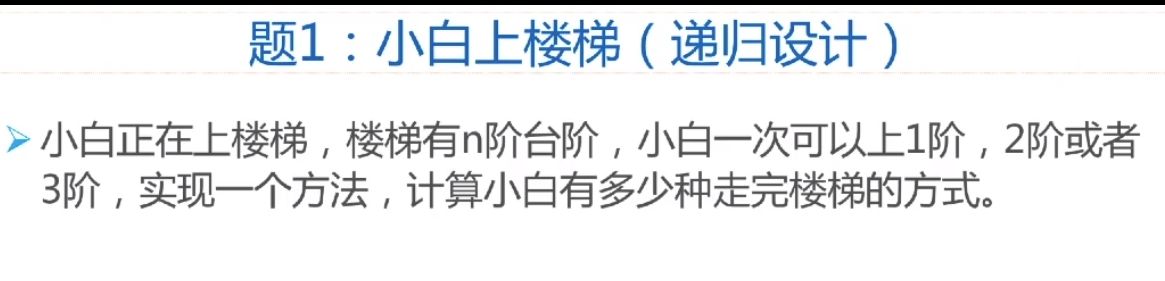 题1：小白上楼梯（递归设计）
小白正在上楼梯，楼梯有n阶台阶，小白一次可以上1阶，2阶或者
3阶，实现一个方法，计算小白有多少种走完楼梯的方式。